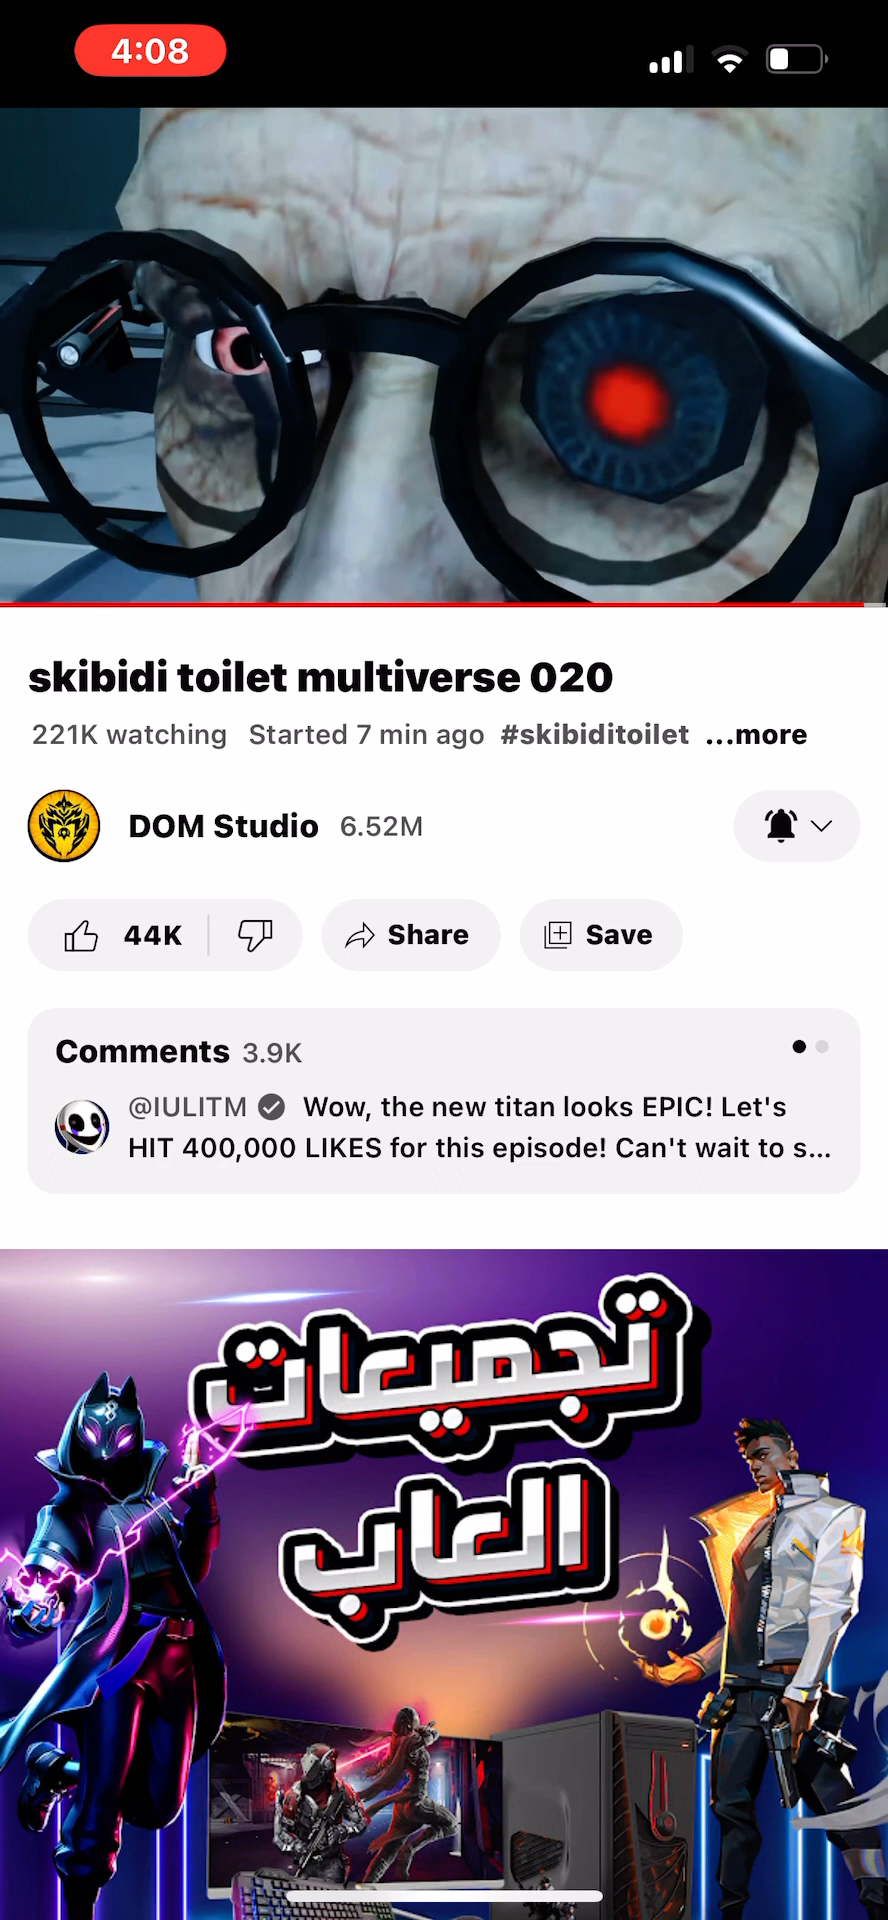 4:08
skibidi toilet multiverse 020
221K watching Started 7 min ago #skibiditoilet ...more
DOM Studio 6.52M
44K Share Save
Comments 3.9K
@IULITM Wow, the new titan looks EPIC! Let's
HIT 400,000 LIKES for this episode! Can't wait to s...
تجميعات
العاب